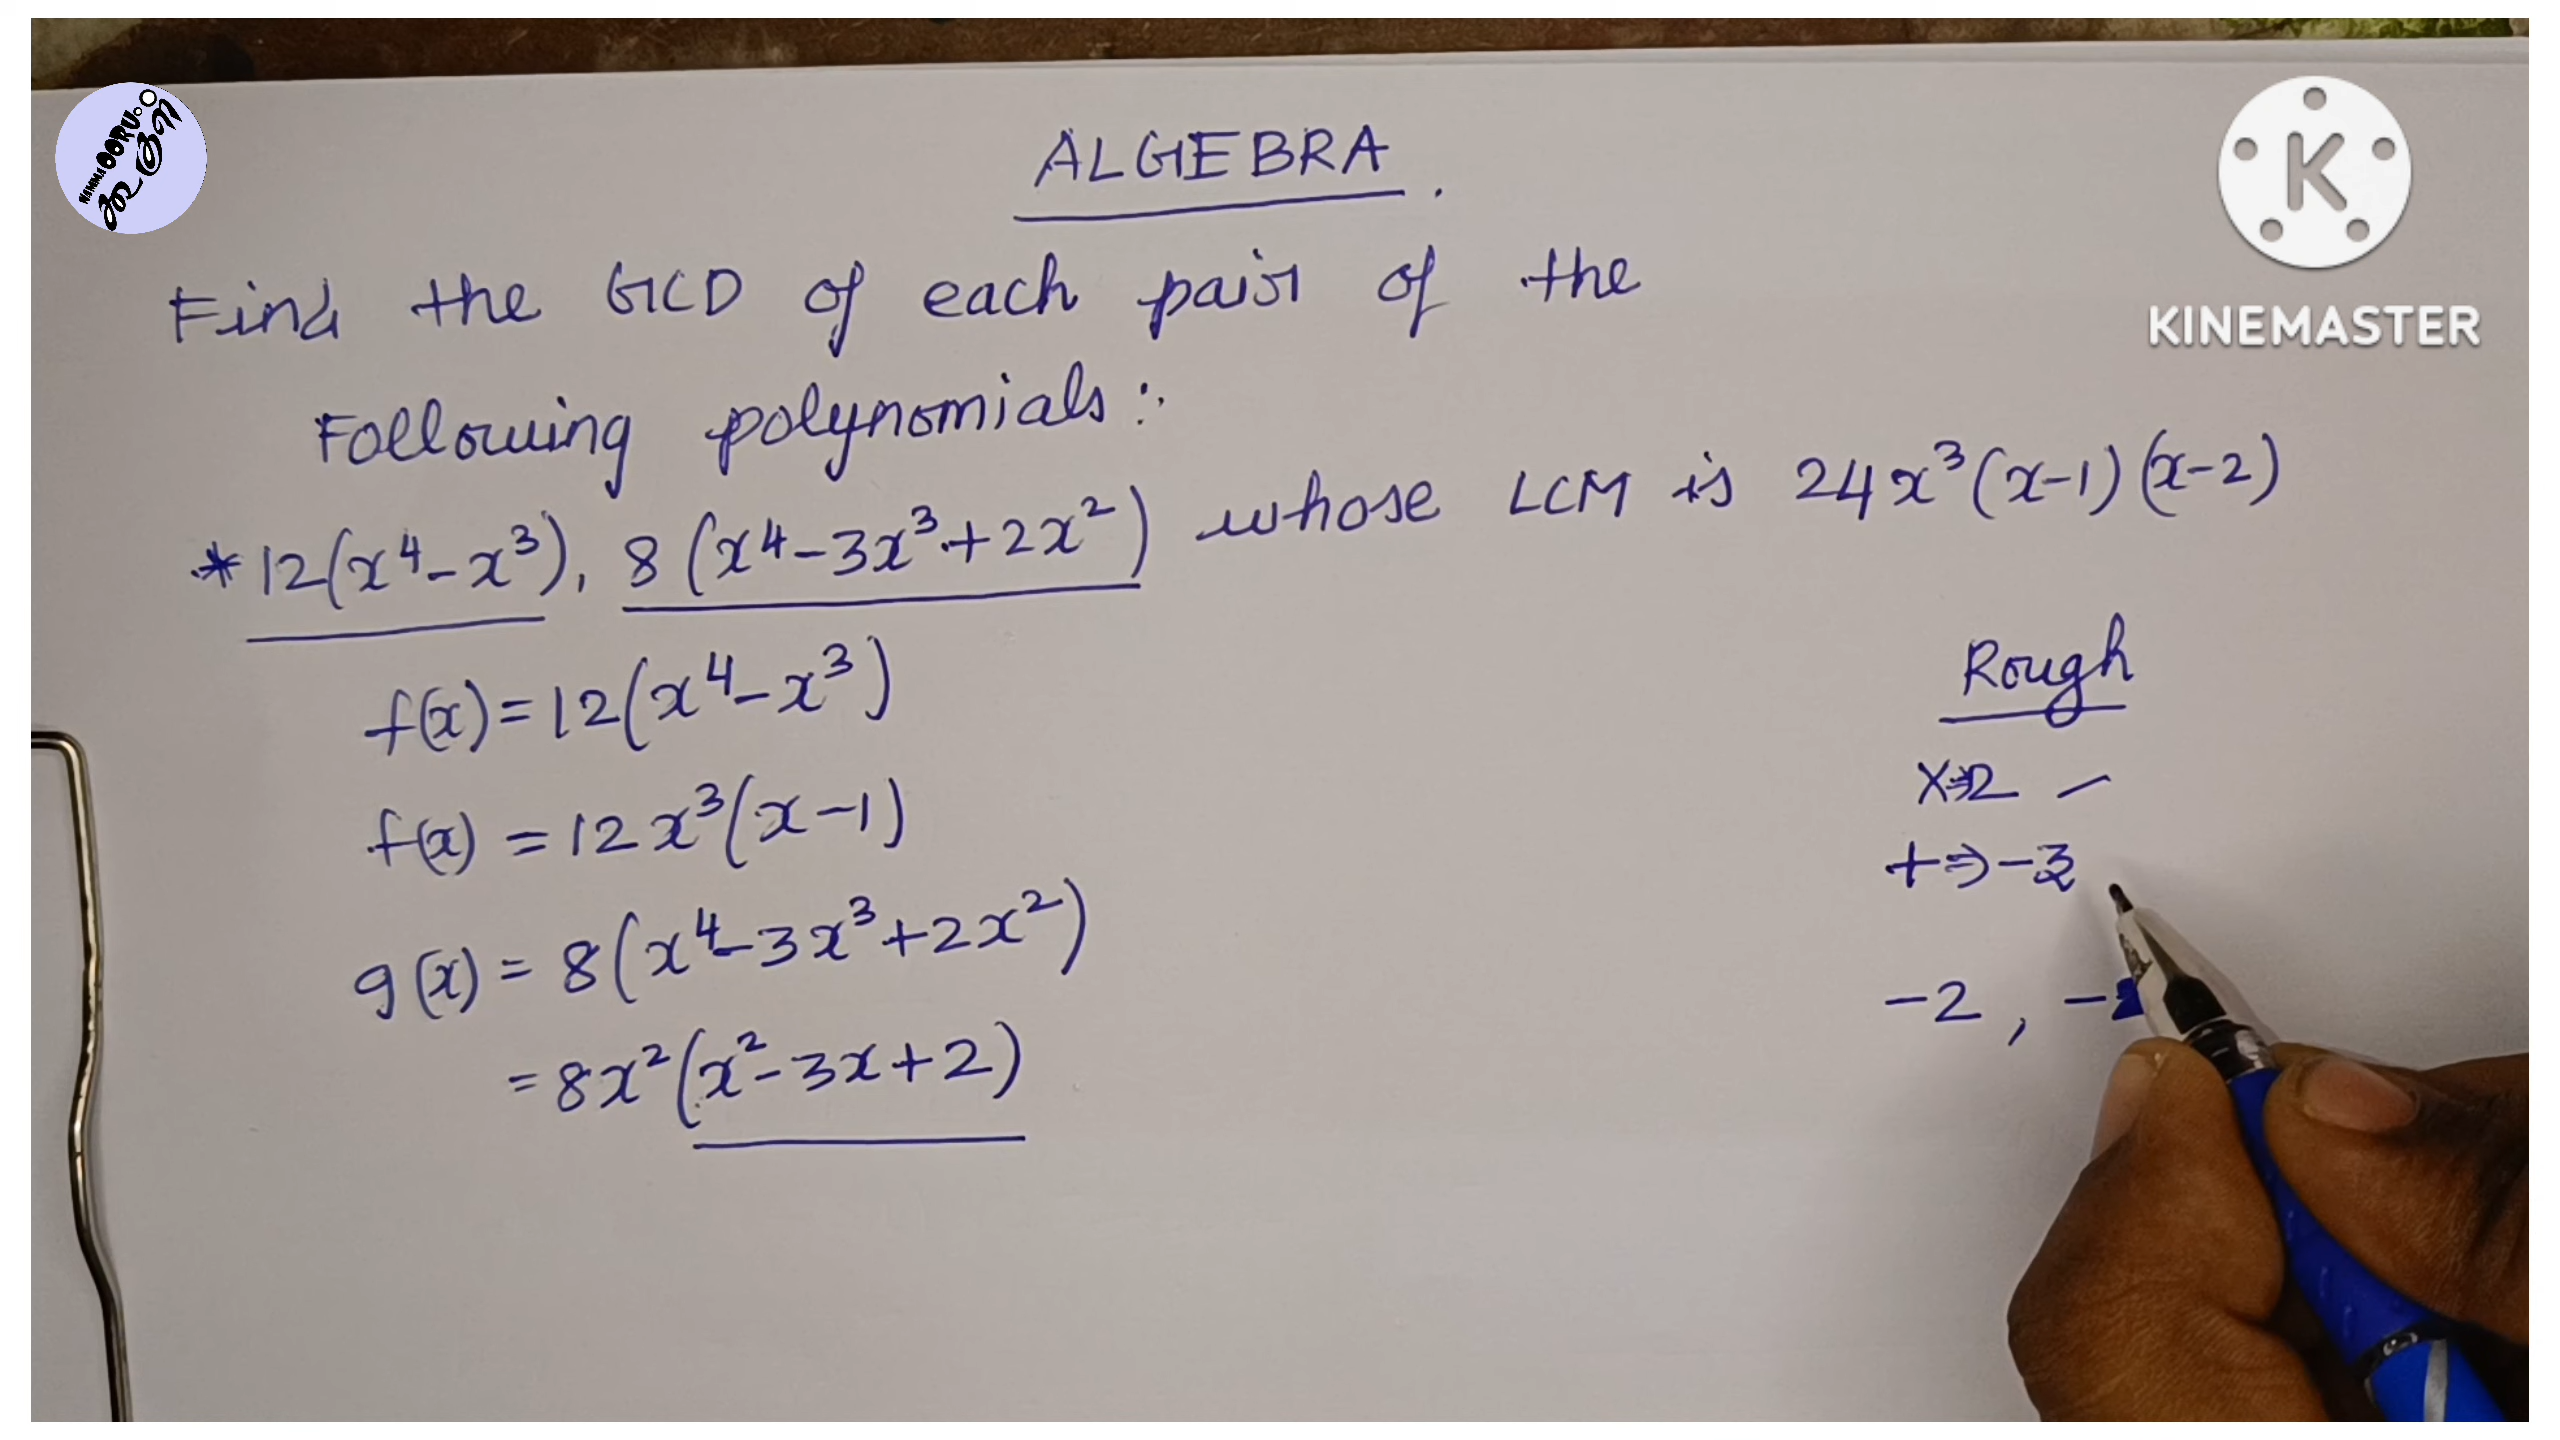 ALGEBRA.
Find the GCD of each pair of the
Following polynomials:.
*12(x⁴-x³), 8(x⁴-3x³+2x²) whose LCM is 24x³(x-1)(x-2)
f(x)=12(x⁴-x³)
f(x) = 12x³(x-1)
g(x) = 8(x⁴-3x³+2x²)
= 8x²(x²-3x+2)
Rough
x⇒2
+⇒-3
-2, -
KINEMASTER
K
NAMMA OORU